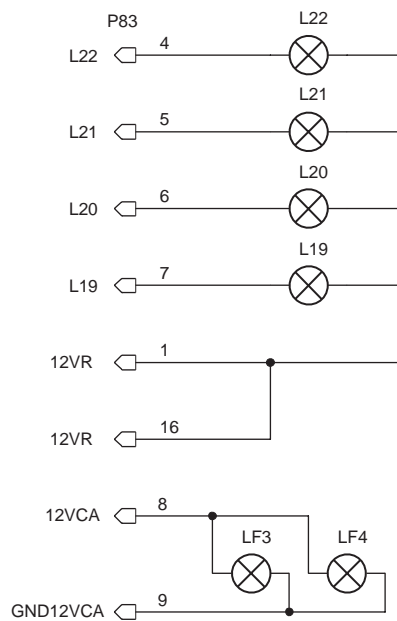 P83
L22
L22 4
L21
L21 5
L20
L20 6
L19
L19 7
12VR 1
12VR 16
12VCA 8
LF3 LF4
GND12VCA 9